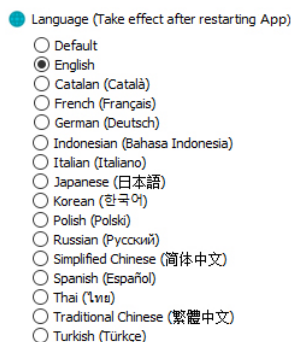 Language (Take effect after restarting App)
Default
English
Catalan (Català)
French (Français)
German (Deutsch)
Indonesian (Bahasa Indonesia)
Italian (Italiano)
Japanese (日本語)
Korean (한국어)
Polish (Polski)
Russian (Русский)
Simplified Chinese (简体中文)
Spanish (Español)
Thai (ไทย)
Traditional Chinese (繁體中文)
Turkish (Türkçe)